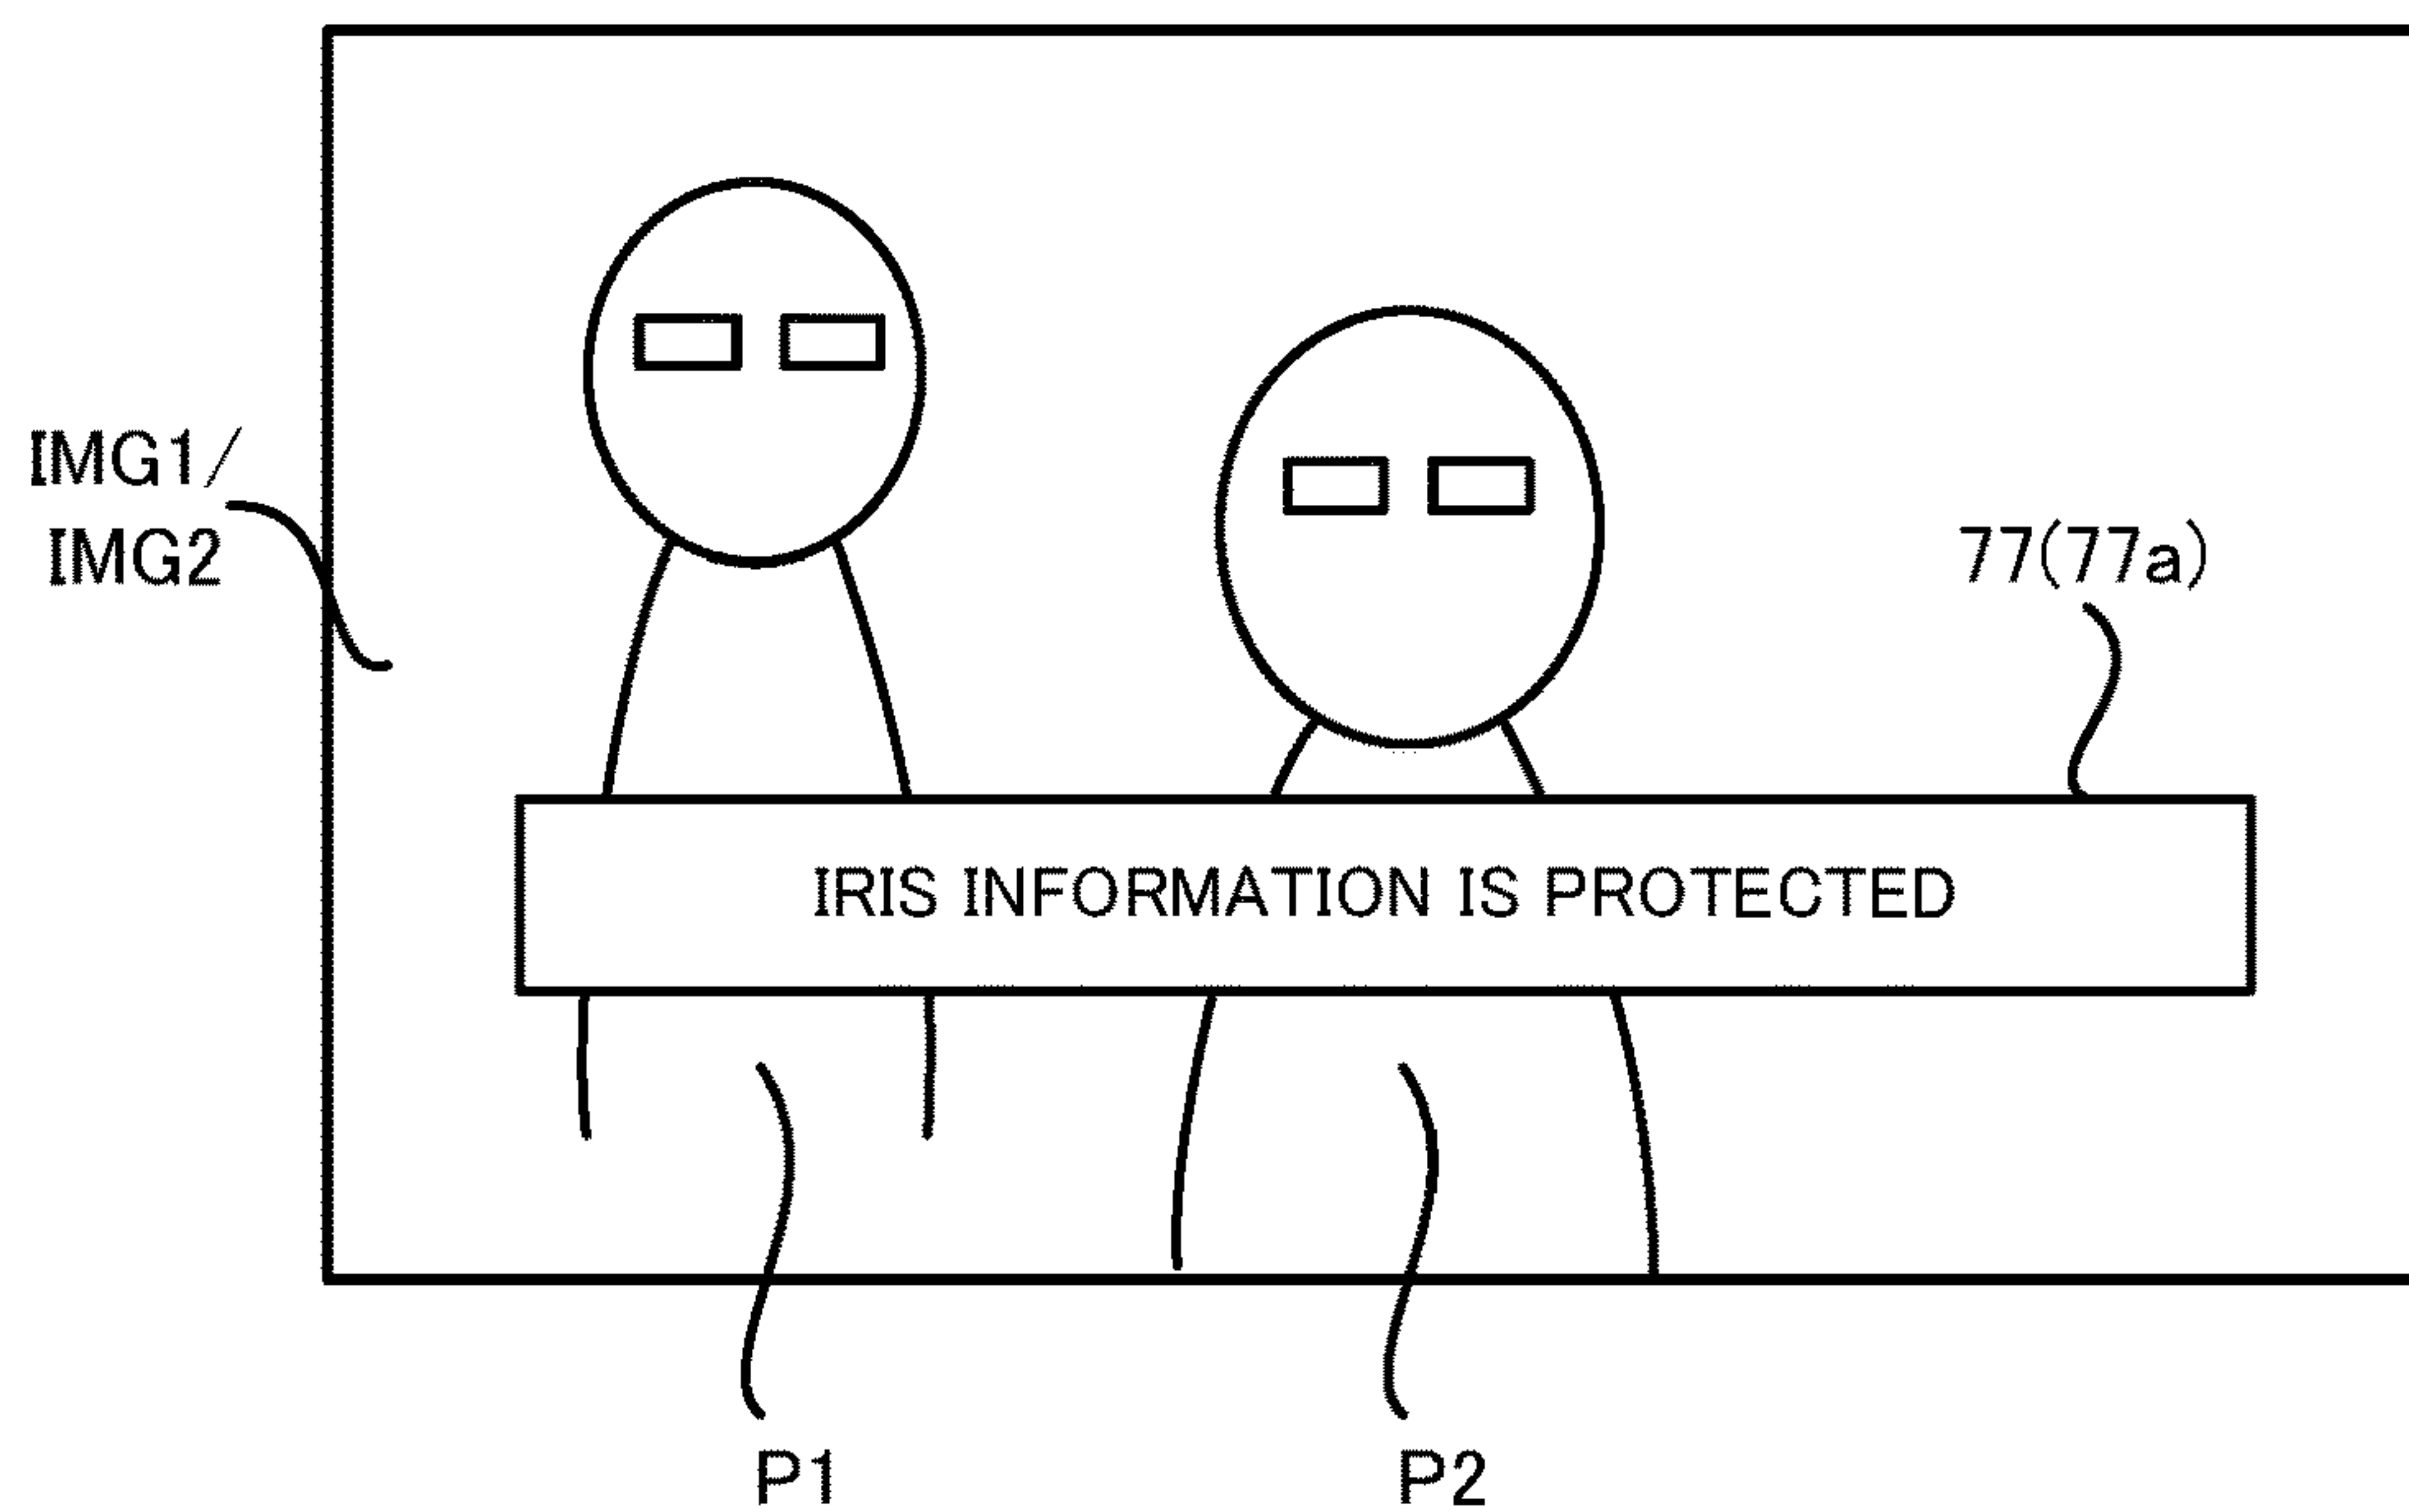 IMG1/
IMG2
77(77a)
IRIS INFORMATION IS PROTECTED
P1
P2